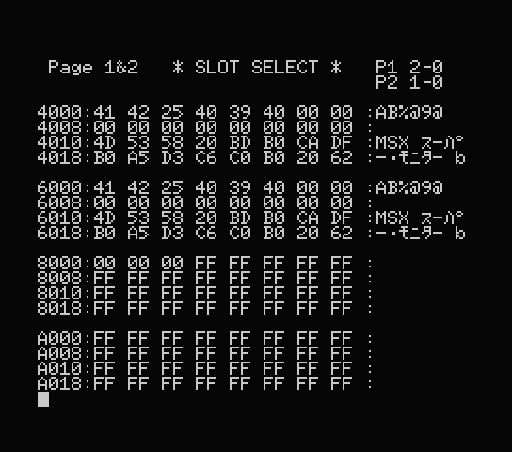 Page 1&2 * SLOT SELECT * P1 2-0
P2 1-0
4000:41 42 25 40 39 40 00 00 :AB%@9@
4008:00 00 00 00 00 00 00 00 :
4010:4D 53 58 20 BD B0 CA DF :MSX スーハ゜
4018:B0 A5 D3 C6 C0 B0 20 62 :ー・モニター b
6000:41 42 25 40 39 40 00 00 :AB%@9@
6008:00 00 00 00 00 00 00 00 :
6010:4D 53 58 20 BD B0 CA DF :MSX スーハ゜
6018:B0 A5 D3 C6 C0 B0 20 62 :ー・モニター b
8000:00 00 00 FF FF FF FF FF :
8008:FF FF FF FF FF FF FF FF :
8010:FF FF FF FF FF FF FF FF :
8018:FF FF FF FF FF FF FF FF :
A000:FF FF FF FF FF FF FF FF :
A008:FF FF FF FF FF FF FF FF :
A010:FF FF FF FF FF FF FF FF :
A018:FF FF FF FF FF FF FF FF :